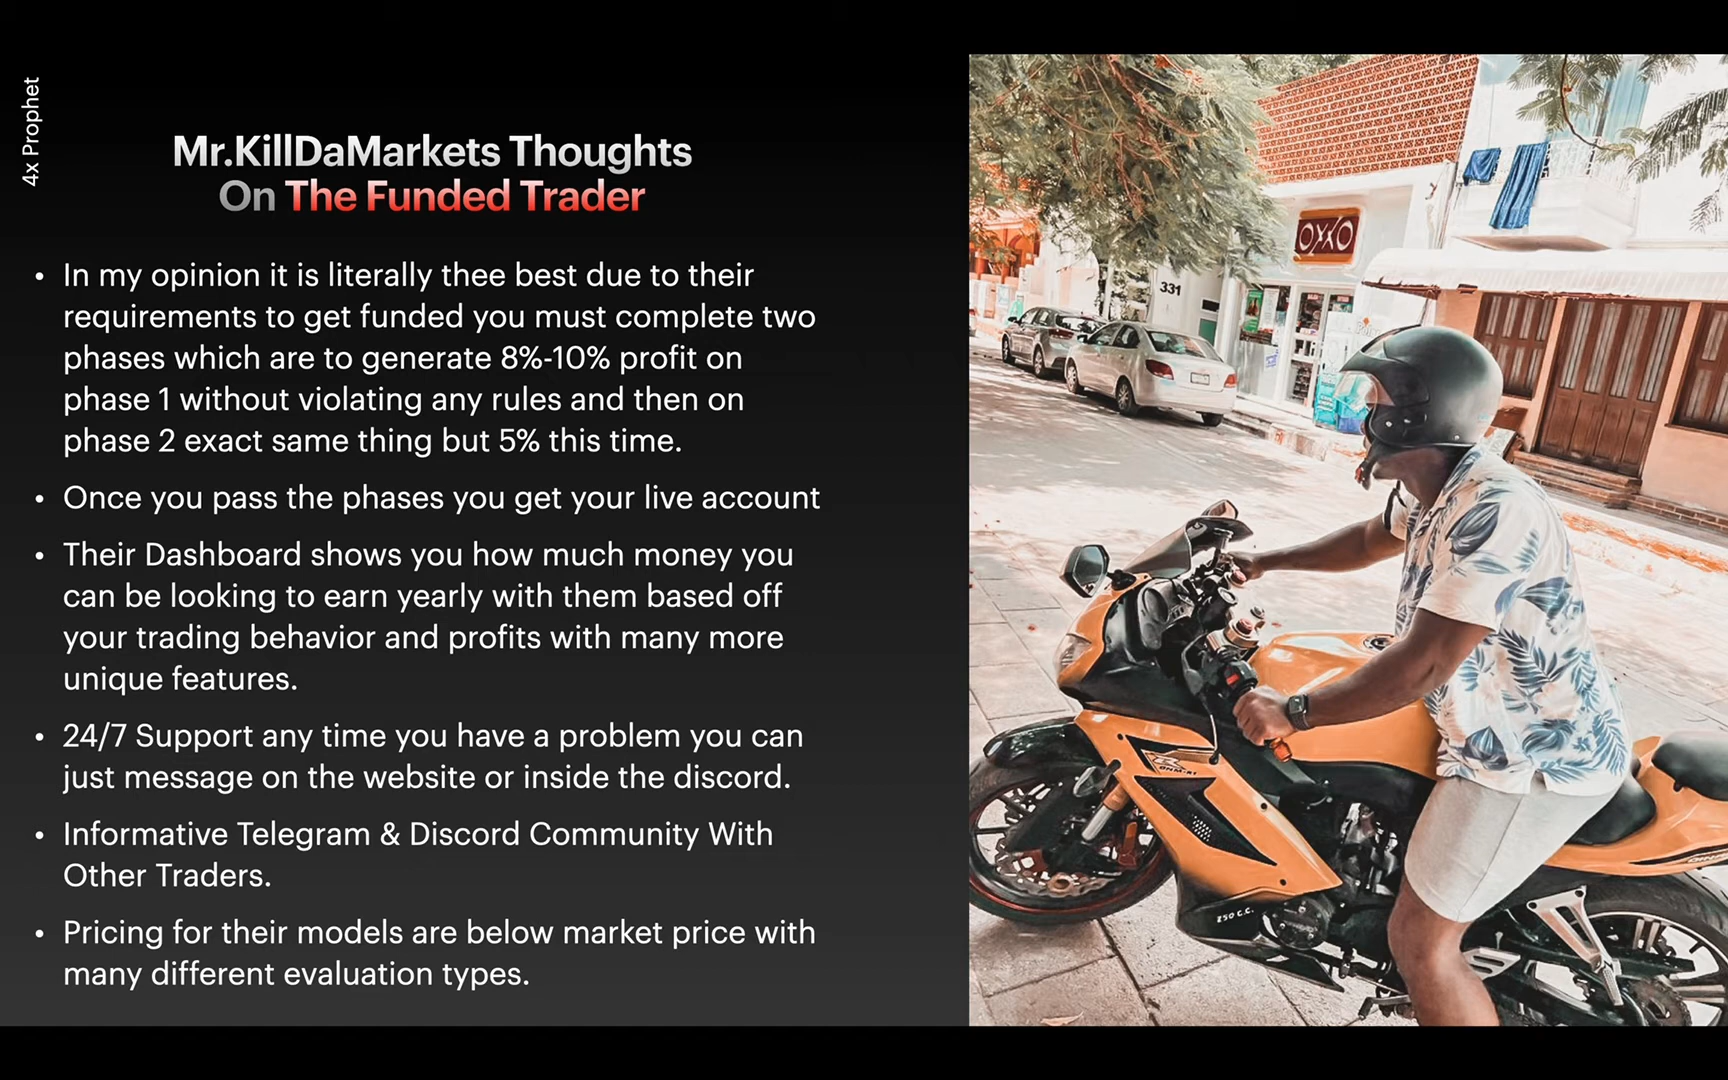 4x Prophet
Mr.KillDaMarkets Thoughts
On The Funded Trader
• In my opinion it is literally thee best due to their
requirements to get funded you must complete two
phases which are to generate 8%-10% profit on
phase 1 without violating any rules and then on
phase 2 exact same thing but 5% this time.
• Once you pass the phases you get your live account
• Their Dashboard shows you how much money you
can be looking to earn yearly with them based off
your trading behavior and profits with many more
unique features.
• 24/7 Support any time you have a problem you can
just message on the website or inside the discord.
• Informative Telegram & Discord Community With
Other Traders.
• Pricing for their models are below market price with
many different evaluation types.
OXXO
331
250 C.C.